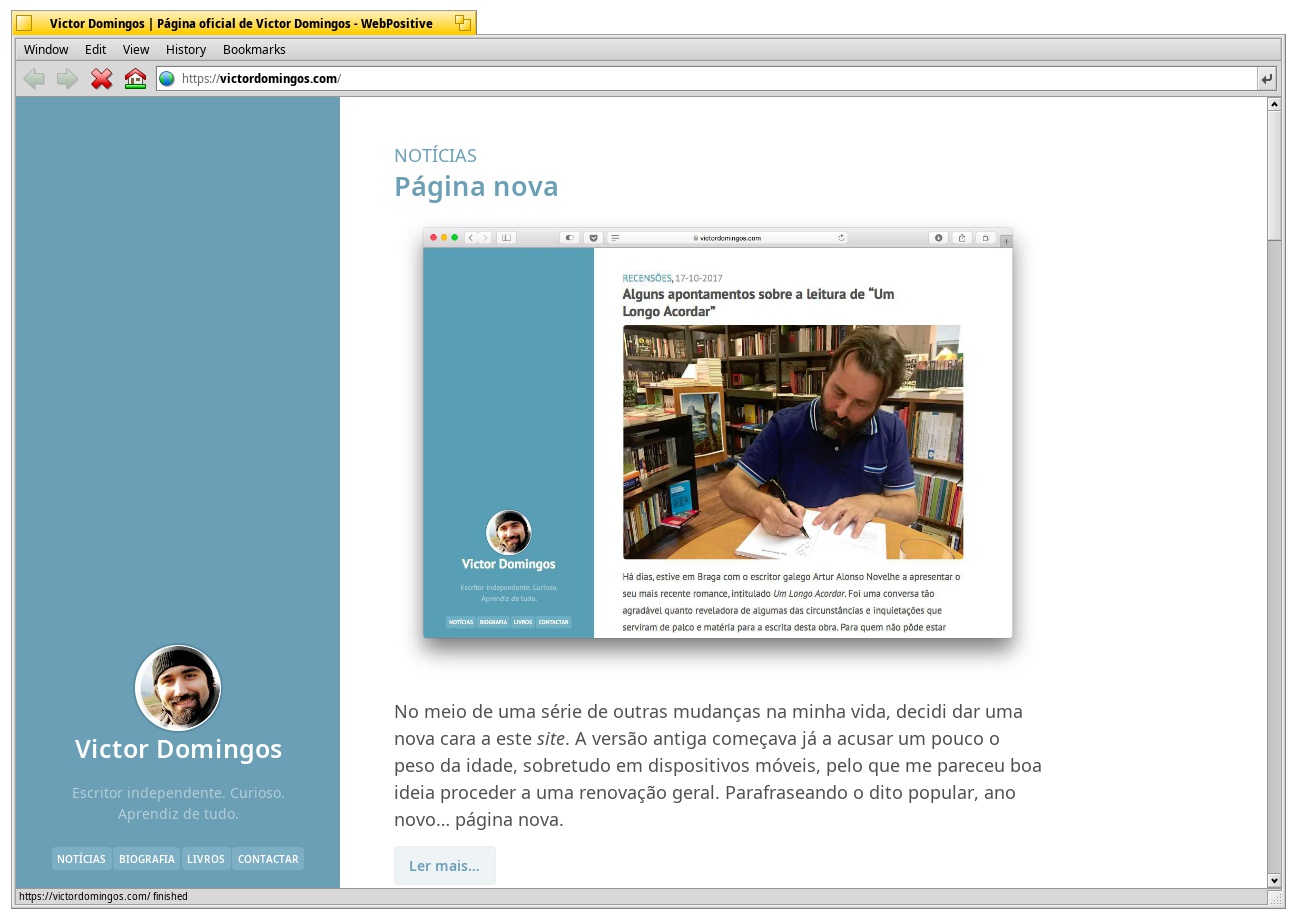 Victor Domingos | Página oficial de Victor Domingos - WebPositive
Window Edit View History Bookmarks
https://victordomingos.com/
NOTÍCIAS
Página nova
victordomingos.com
RECENSÕES, 17-10-2017
Alguns apontamentos sobre a leitura de “Um
Longo Acordar”
Victor Domingos
Escritor independente. Curioso.
Aprendiz de tudo.
NOTÍCIAS BIOGRAFIA LIVROS CONTACTAR
Há dias, estive em Braga com o escritor galego Artur Alonso Novelhe a apresentar o
seu mais recente romance, intitulado Um Longo Acordar. Foi uma conversa tão
agradável quanto reveladora de algumas das circunstâncias e inquietações que
serviram de palco e matéria para a escrita desta obra. Para quem não pôde estar
Victor Domingos
Escritor independente. Curioso.
Aprendiz de tudo.
NOTÍCIAS BIOGRAFIA LIVROS CONTACTAR
No meio de uma série de outras mudanças na minha vida, decidi dar uma
nova cara a este site. A versão antiga começava já a acusar um pouco o
peso da idade, sobretudo em dispositivos móveis, pelo que me pareceu boa
ideia proceder a uma renovação geral. Parafraseando o dito popular, ano
novo... página nova.
Ler mais...
https://victordomingos.com/ finished